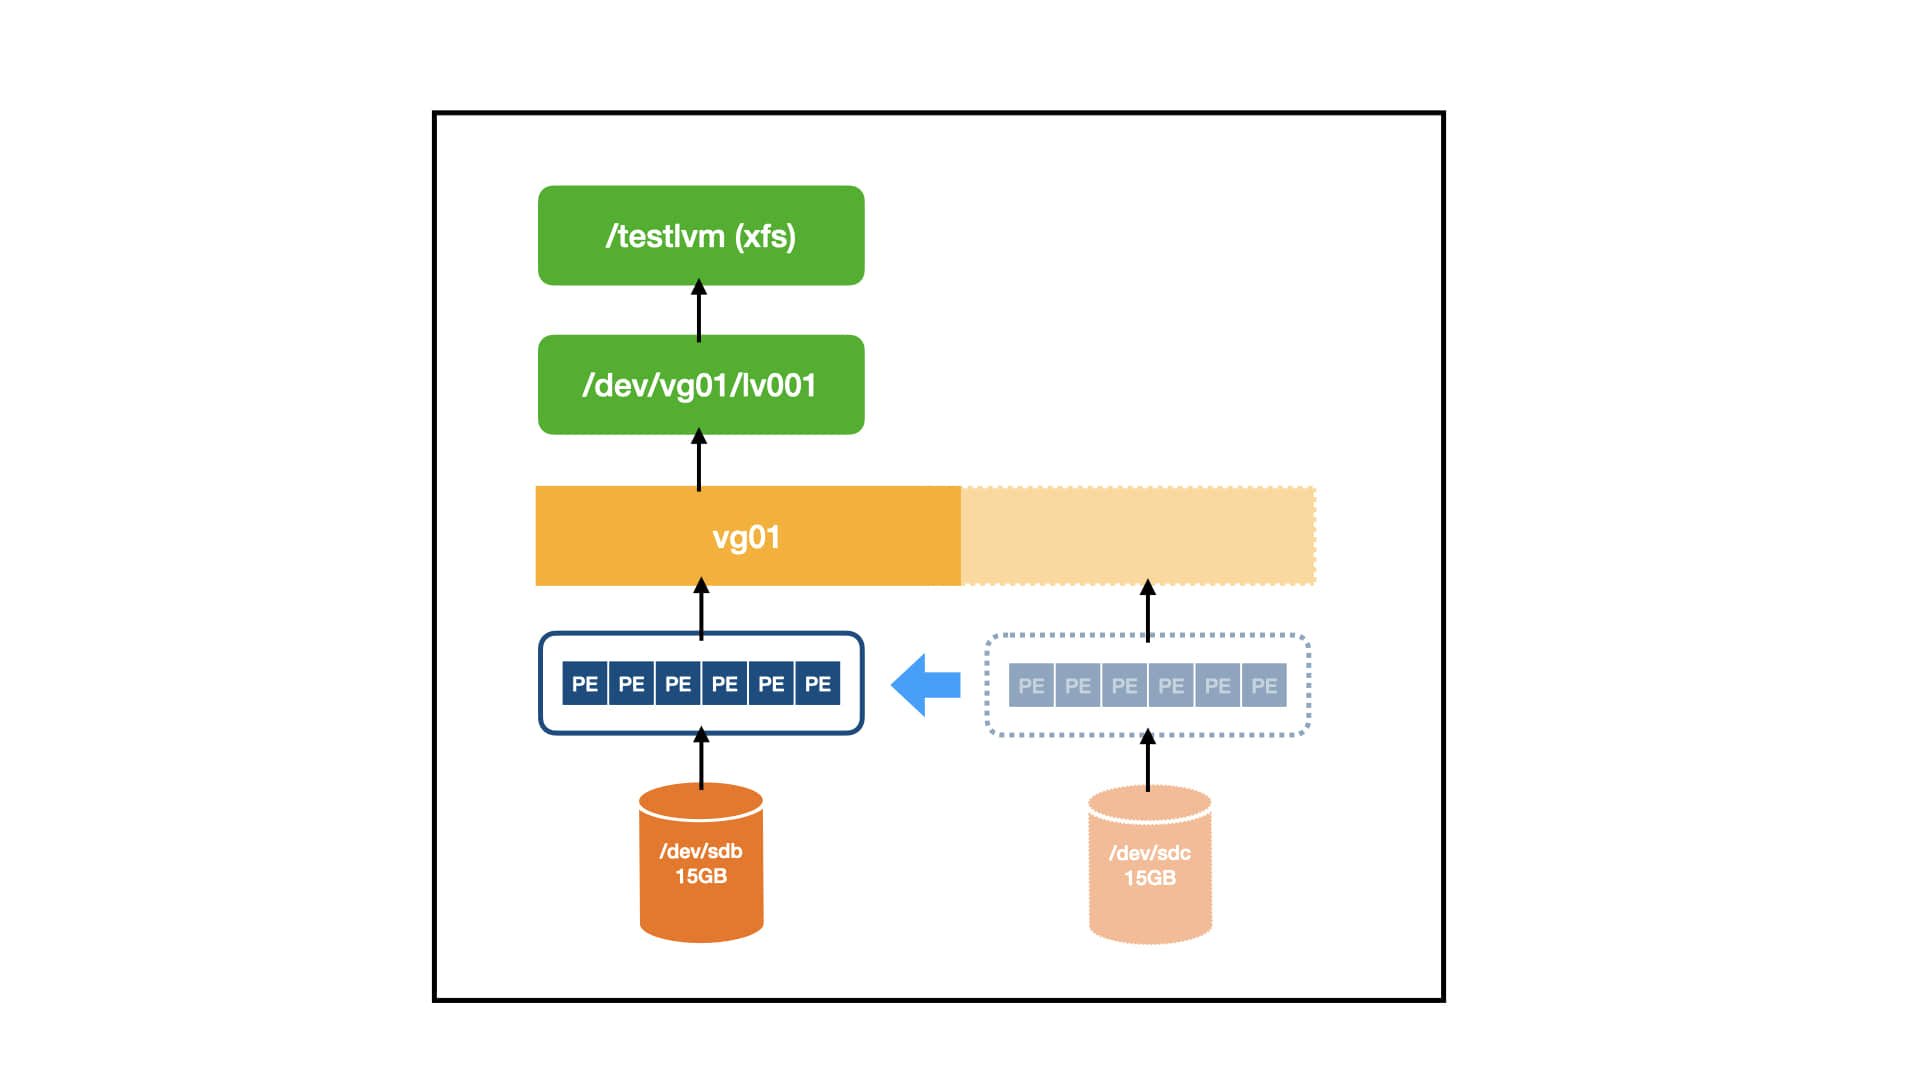 /testlvm (xfs)
/dev/vg01/lv001
vg01
PE PE PE PE PE PE
PE PE PE PE PE PE
/dev/sdb
15GB
/dev/sdc
15GB